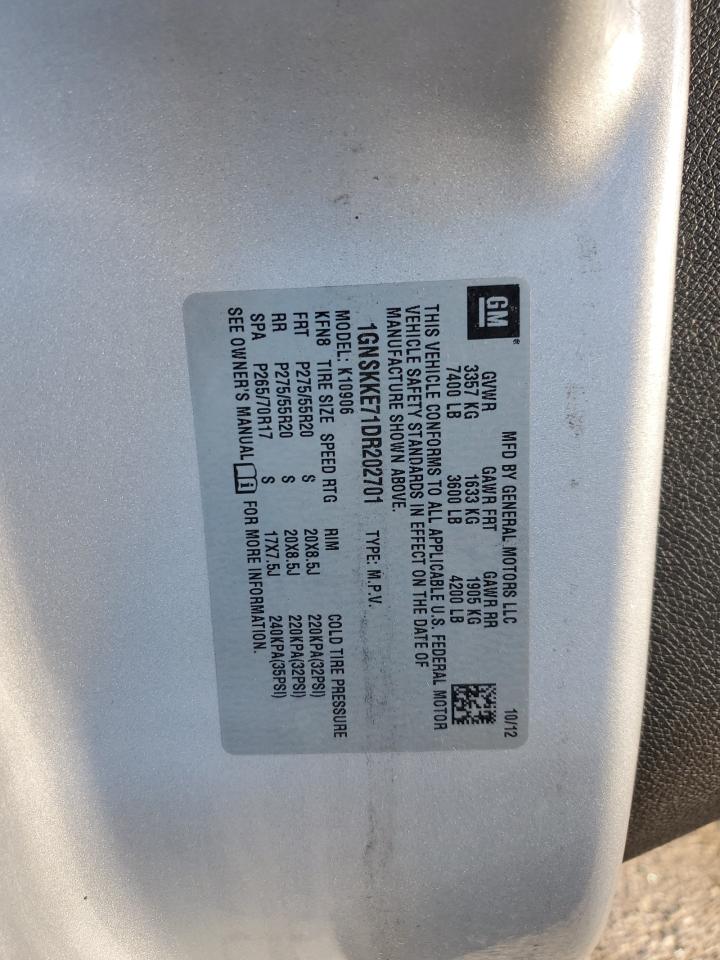 GM ®
MFD BY GENERAL MOTORS LLC 10/12
GVWR GAWR FRT GAWR RR
3357 KG 1633 KG 1905 KG
7400 LB 3600 LB 4200 LB
THIS VEHICLE CONFORMS TO ALL APPLICABLE U.S. FEDERAL MOTOR
VEHICLE SAFETY STANDARDS IN EFFECT ON THE DATE OF
MANUFACTURE SHOWN ABOVE.
1GNSKKE71DR202701 TYPE: M.P.V.
MODEL: K10906
KFN8 TIRE SIZE SPEED RTG RIM COLD TIRE PRESSURE
FRT P275/55R20 S 20X8.5J 220KPA(32PSI)
RR P275/55R20 S 20X8.5J 220KPA(32PSI)
SPA P265/70R17 S 17X7.5J 240KPA(35PSI)
SEE OWNER'S MANUAL i FOR MORE INFORMATION.